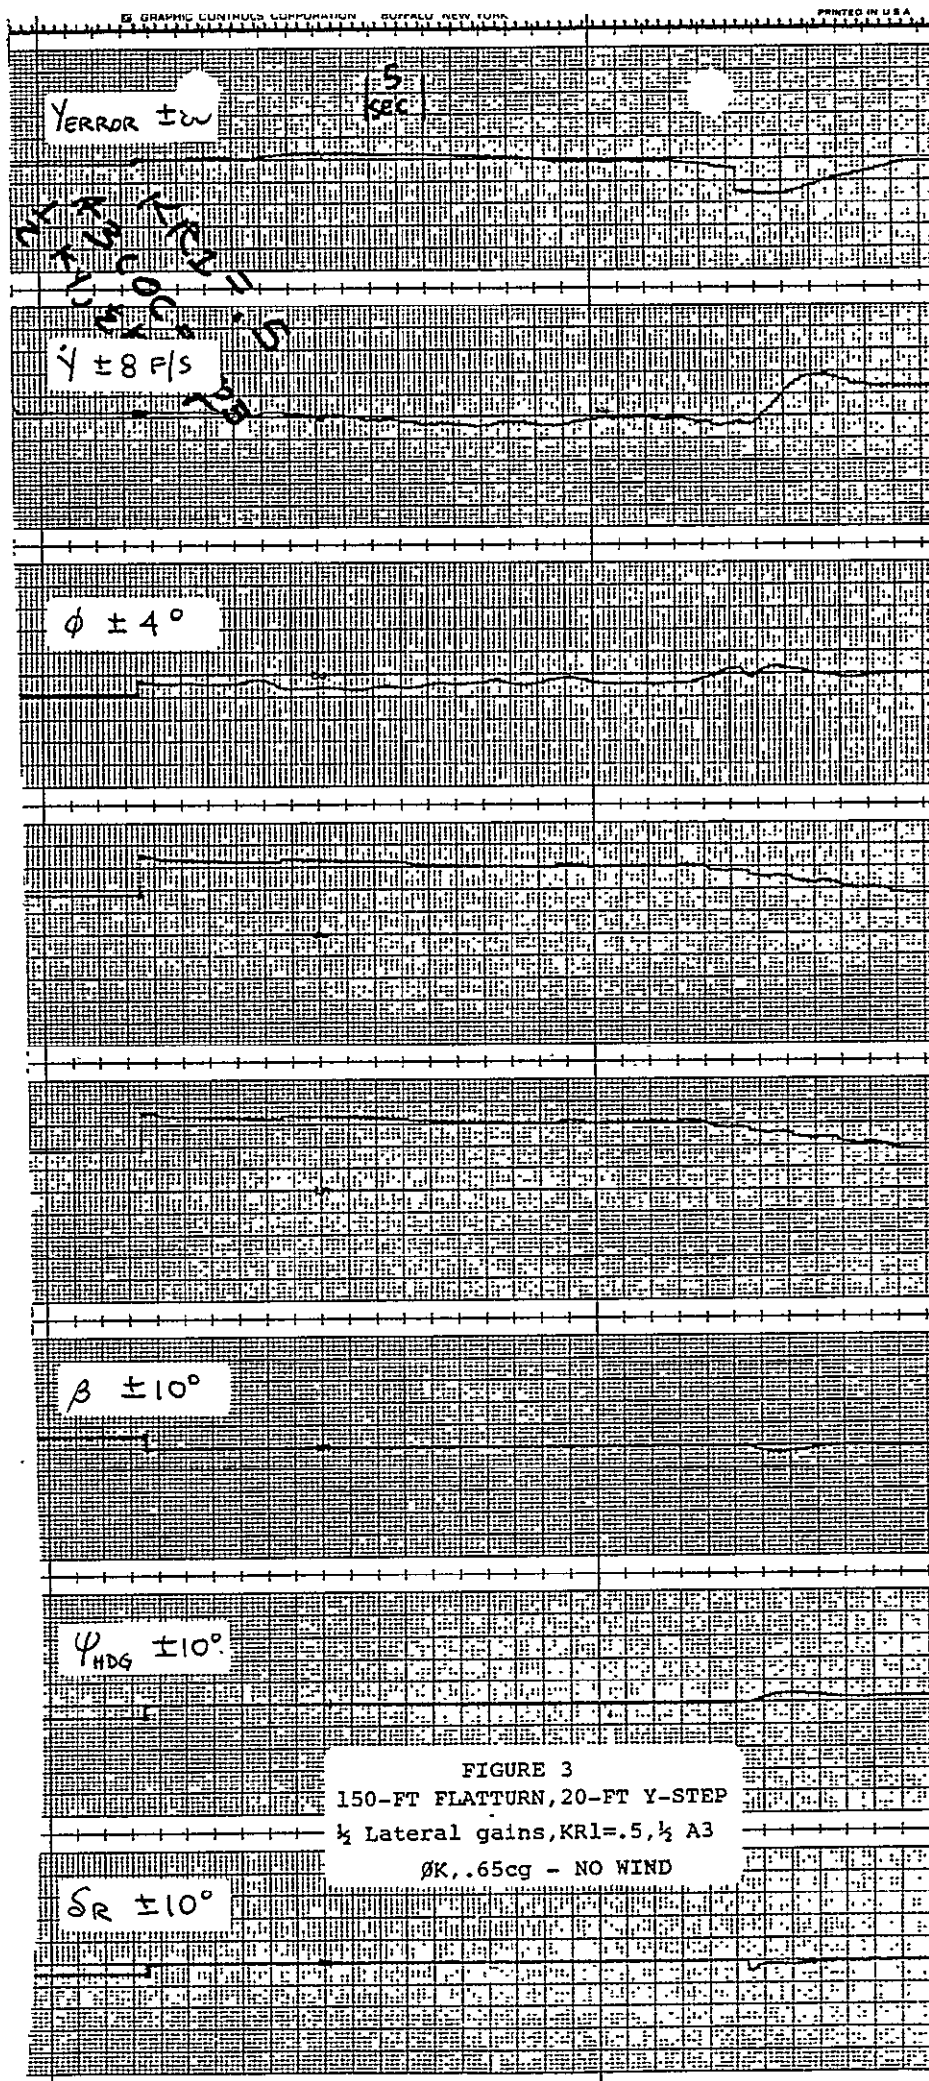 GRAPHIC CONTROLS CORPORATION BUFFALO NEW YORK
PRINTED IN U S A
5
SEC
YERROR ±20
KR1=.5
Ẏ ±8 F/S
ϕ ±4°
β ±10°
ΨHDG ±10°
FIGURE 3
150-FT FLATTURN,20-FT Y-STEP
½ Lateral gains,KR1=.5,½ A3
ØK,.65cg - NO WIND
δR ±10°